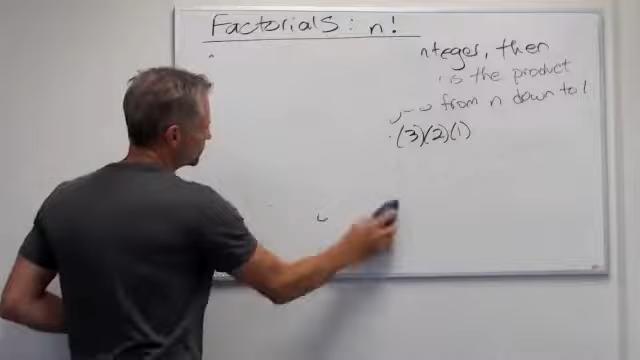 Factorials : n!
ntegers, then
is the product
from n down to 1
(3)(2)(1)